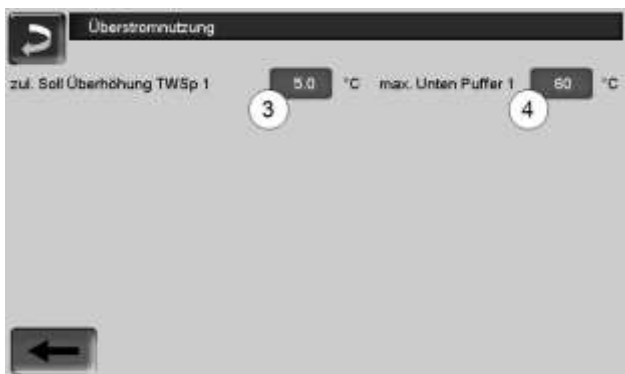 Überstromnutzung
zul. Soll Überhöhung TWSp 1 5.0 °C max. Unten Puffer 1 60 °C
3 4